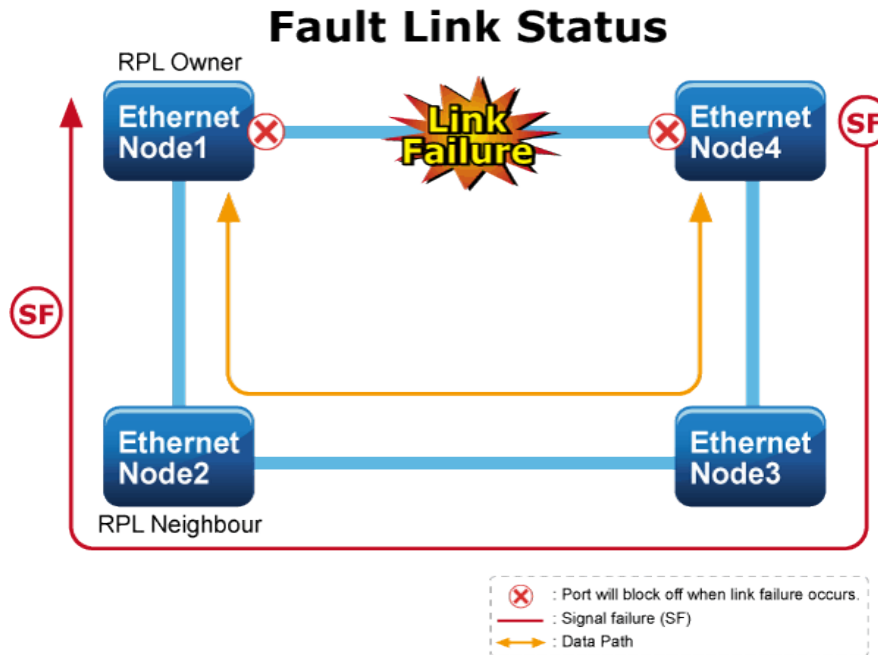 Fault Link Status
RPL Owner
Ethernet
Node1
Link
Failure
Ethernet
Node4
SF
SF
Ethernet
Node2
Ethernet
Node3
RPL Neighbour
: Port will block off when link failure occurs.
: Signal failure (SF)
: Data Path